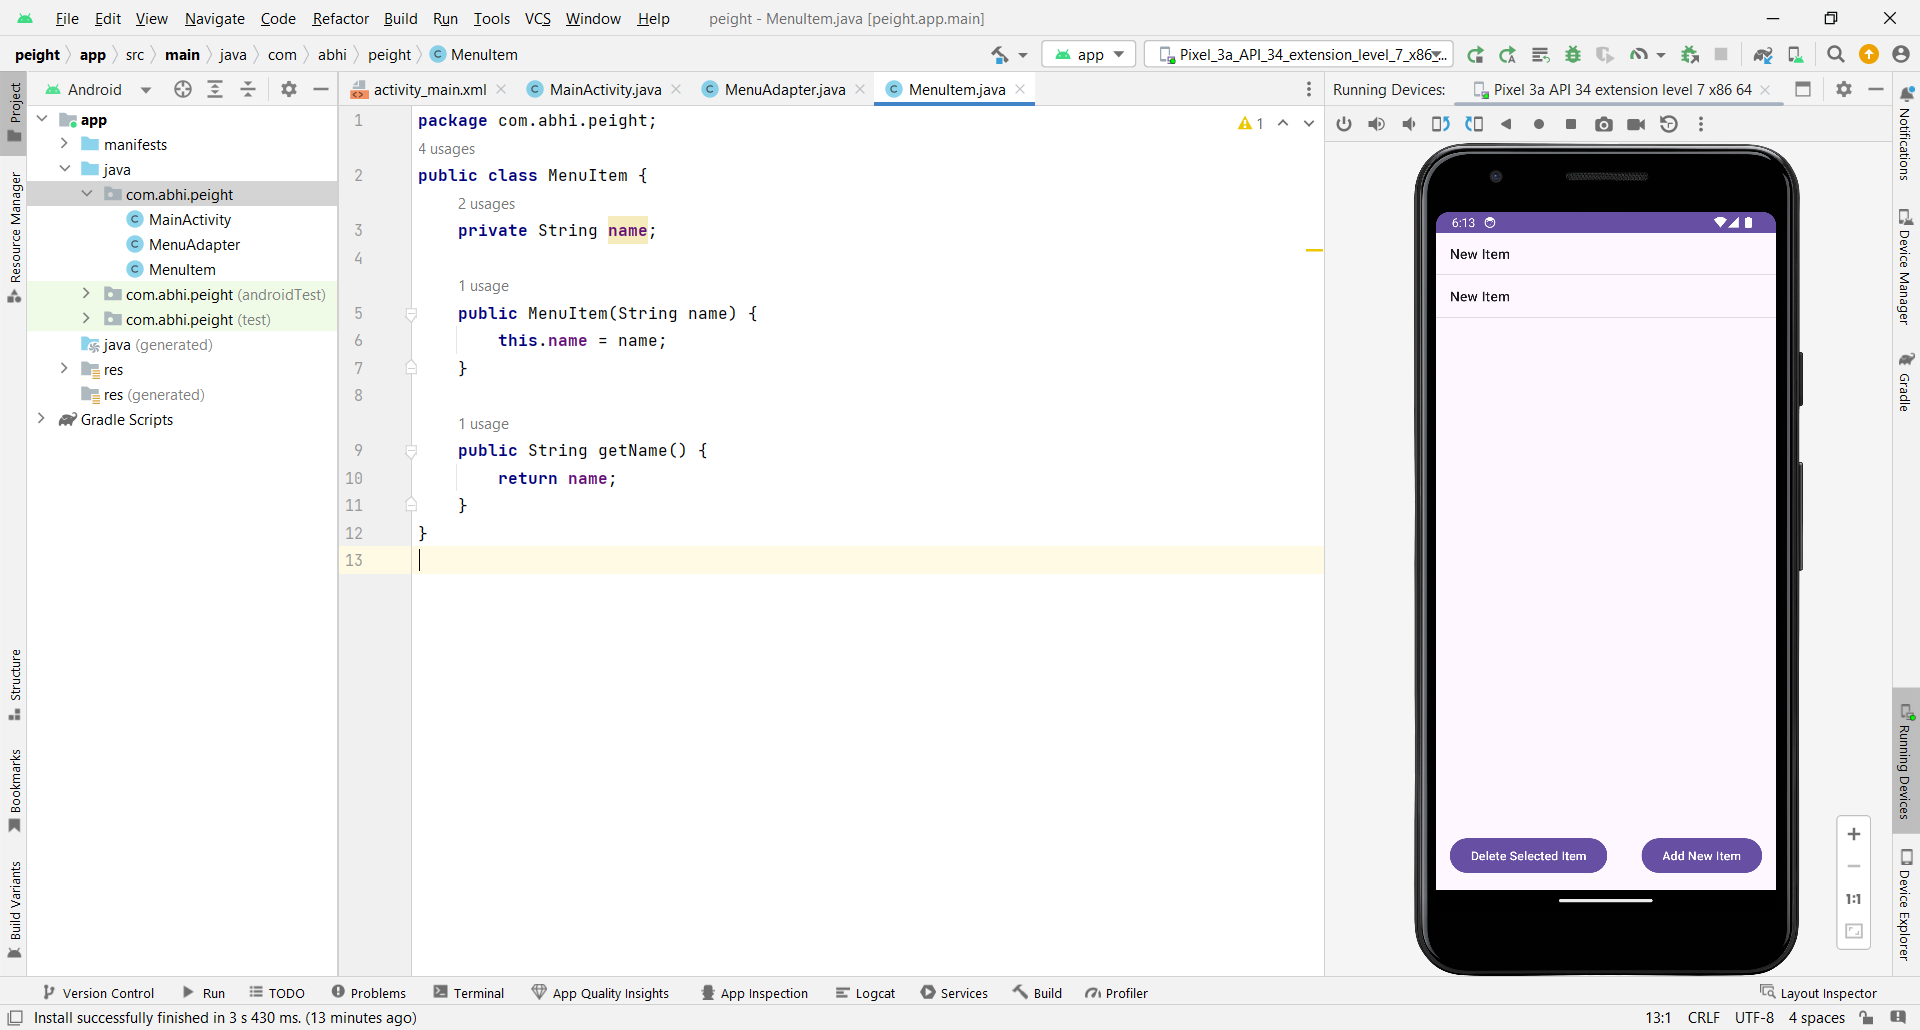 File Edit View Navigate Code Refactor Build Run Tools VCS Window Help peight - MenuItem.java [peight.app.main]
peight app src main java com abhi peight MenuItem app Pixel_3a_API_34_extension_level_7_x86_...
Android activity_main.xml MainActivity.java MenuAdapter.java MenuItem.java Running Devices: Pixel 3a API 34 extension level 7 x86 64
Project
Resource Manager
Structure
Bookmarks
Build Variants
app
manifests
java
com.abhi.peight
MainActivity
MenuAdapter
MenuItem
com.abhi.peight (androidTest)
com.abhi.peight (test)
java (generated)
res
res (generated)
Gradle Scripts
1 package com.abhi.peight;
4 usages
2 public class MenuItem {
2 usages
3 private String name;
4
1 usage
5 public MenuItem(String name) {
6 this.name = name;
7 }
8
1 usage
9 public String getName() {
10 return name;
11 }
12 }
13
1
6:13
New Item
New Item
Delete Selected Item Add New Item
1:1
Notifications
Device Manager
Gradle
Running Devices
Device Explorer
Version Control Run TODO Problems Terminal App Quality Insights App Inspection Logcat Services Build Profiler Layout Inspector
Install successfully finished in 3 s 430 ms. (13 minutes ago) 13:1 CRLF UTF-8 4 spaces